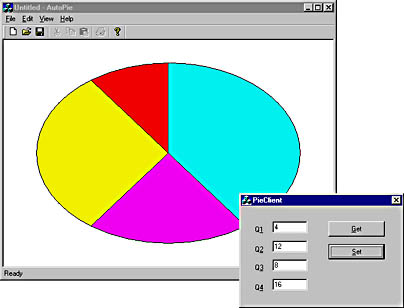 Untitled - AutoPie
File Edit View Help
PieClient
Q1 4 Get
Q2 12 Set
Q3 8
Q4 16
Ready